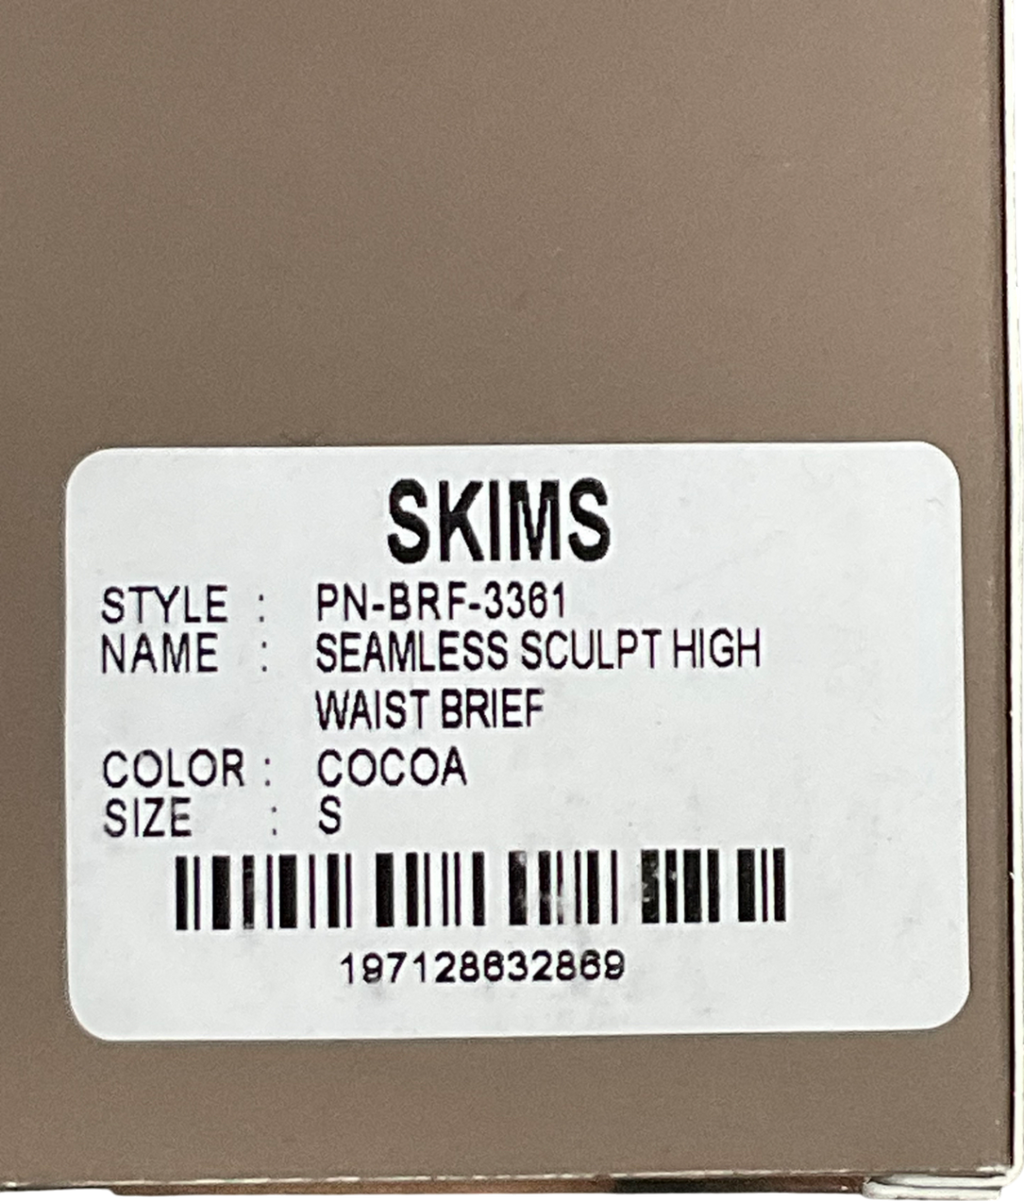 SKIMS
STYLE : PN-BRF-3361
NAME : SEAMLESS SCULPT HIGH
WAIST BRIEF
COLOR : COCOA
SIZE : S
197128632869